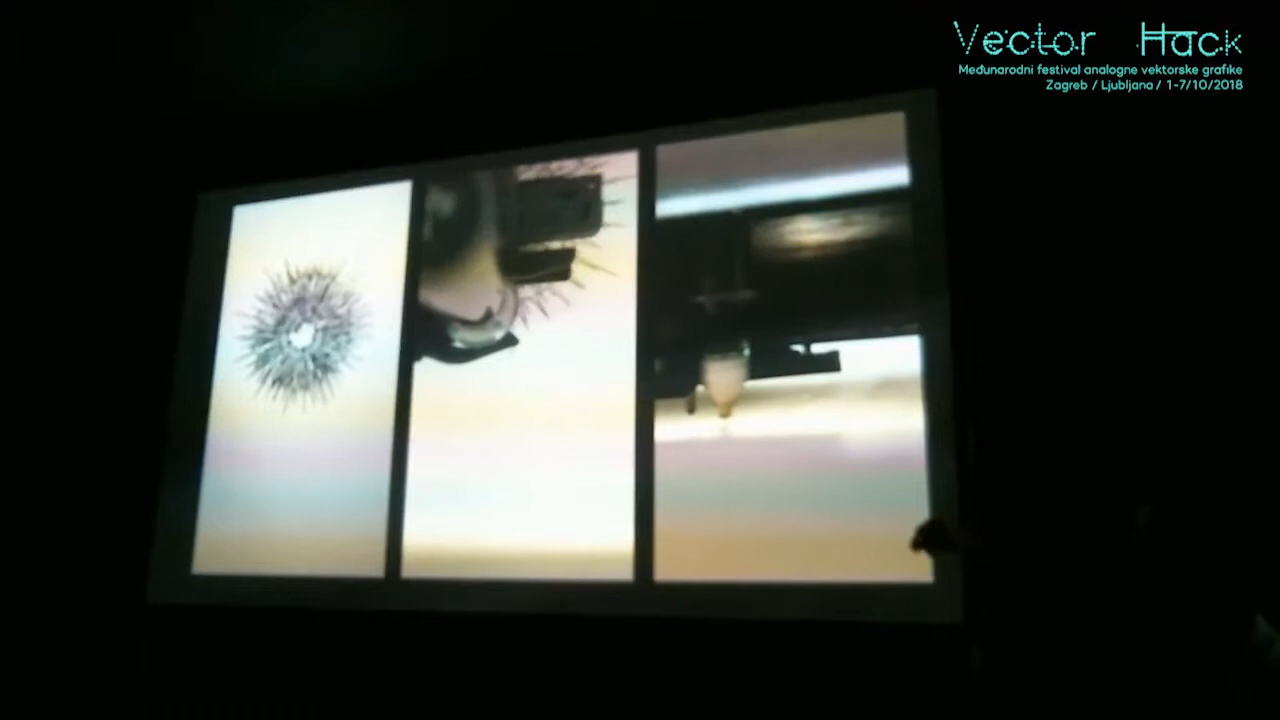 Vector Hack
Međunarodni festival analogne vektorske grafike
Zagreb / Ljubljana / 1-7/10/2018